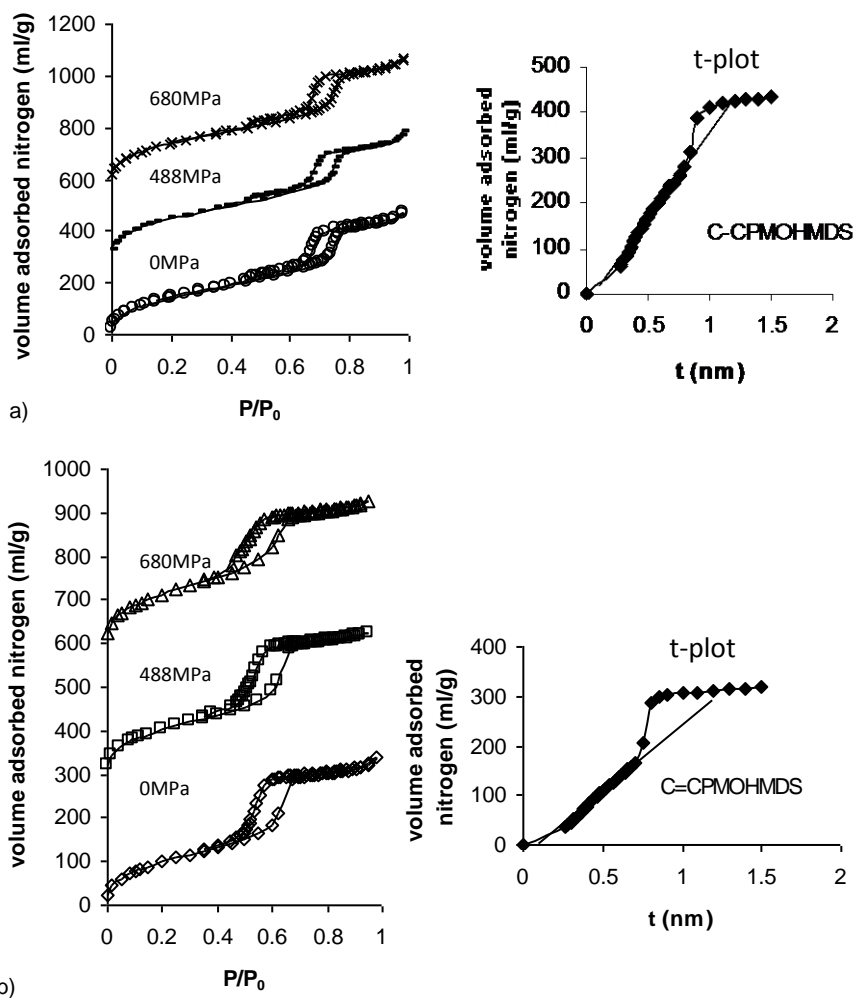 volume adsorbed nitrogen (ml/g)
1200
1000
800
600
400
200
0
680MPa
488MPa
0MPa
0 0.2 0.4 0.6 0.8 1
P/P0
a)
t-plot
volume adsorbed
nitrogen (ml/g)
500
400
300
200
100
0
C-CPMOHMDS
0 0.5 1 1.5 2
t (nm)
volume adsorbed nitrogen (ml/g)
1000
900
800
700
600
500
400
300
200
100
0
680MPa
488MPa
0MPa
0 0.2 0.4 0.6 0.8 1
P/P0
b)
t-plot
volume adsorbed
nitrogen (ml/g)
400
300
200
100
0
C=CPMOHMDS
0 0.5 1 1.5 2
t (nm)